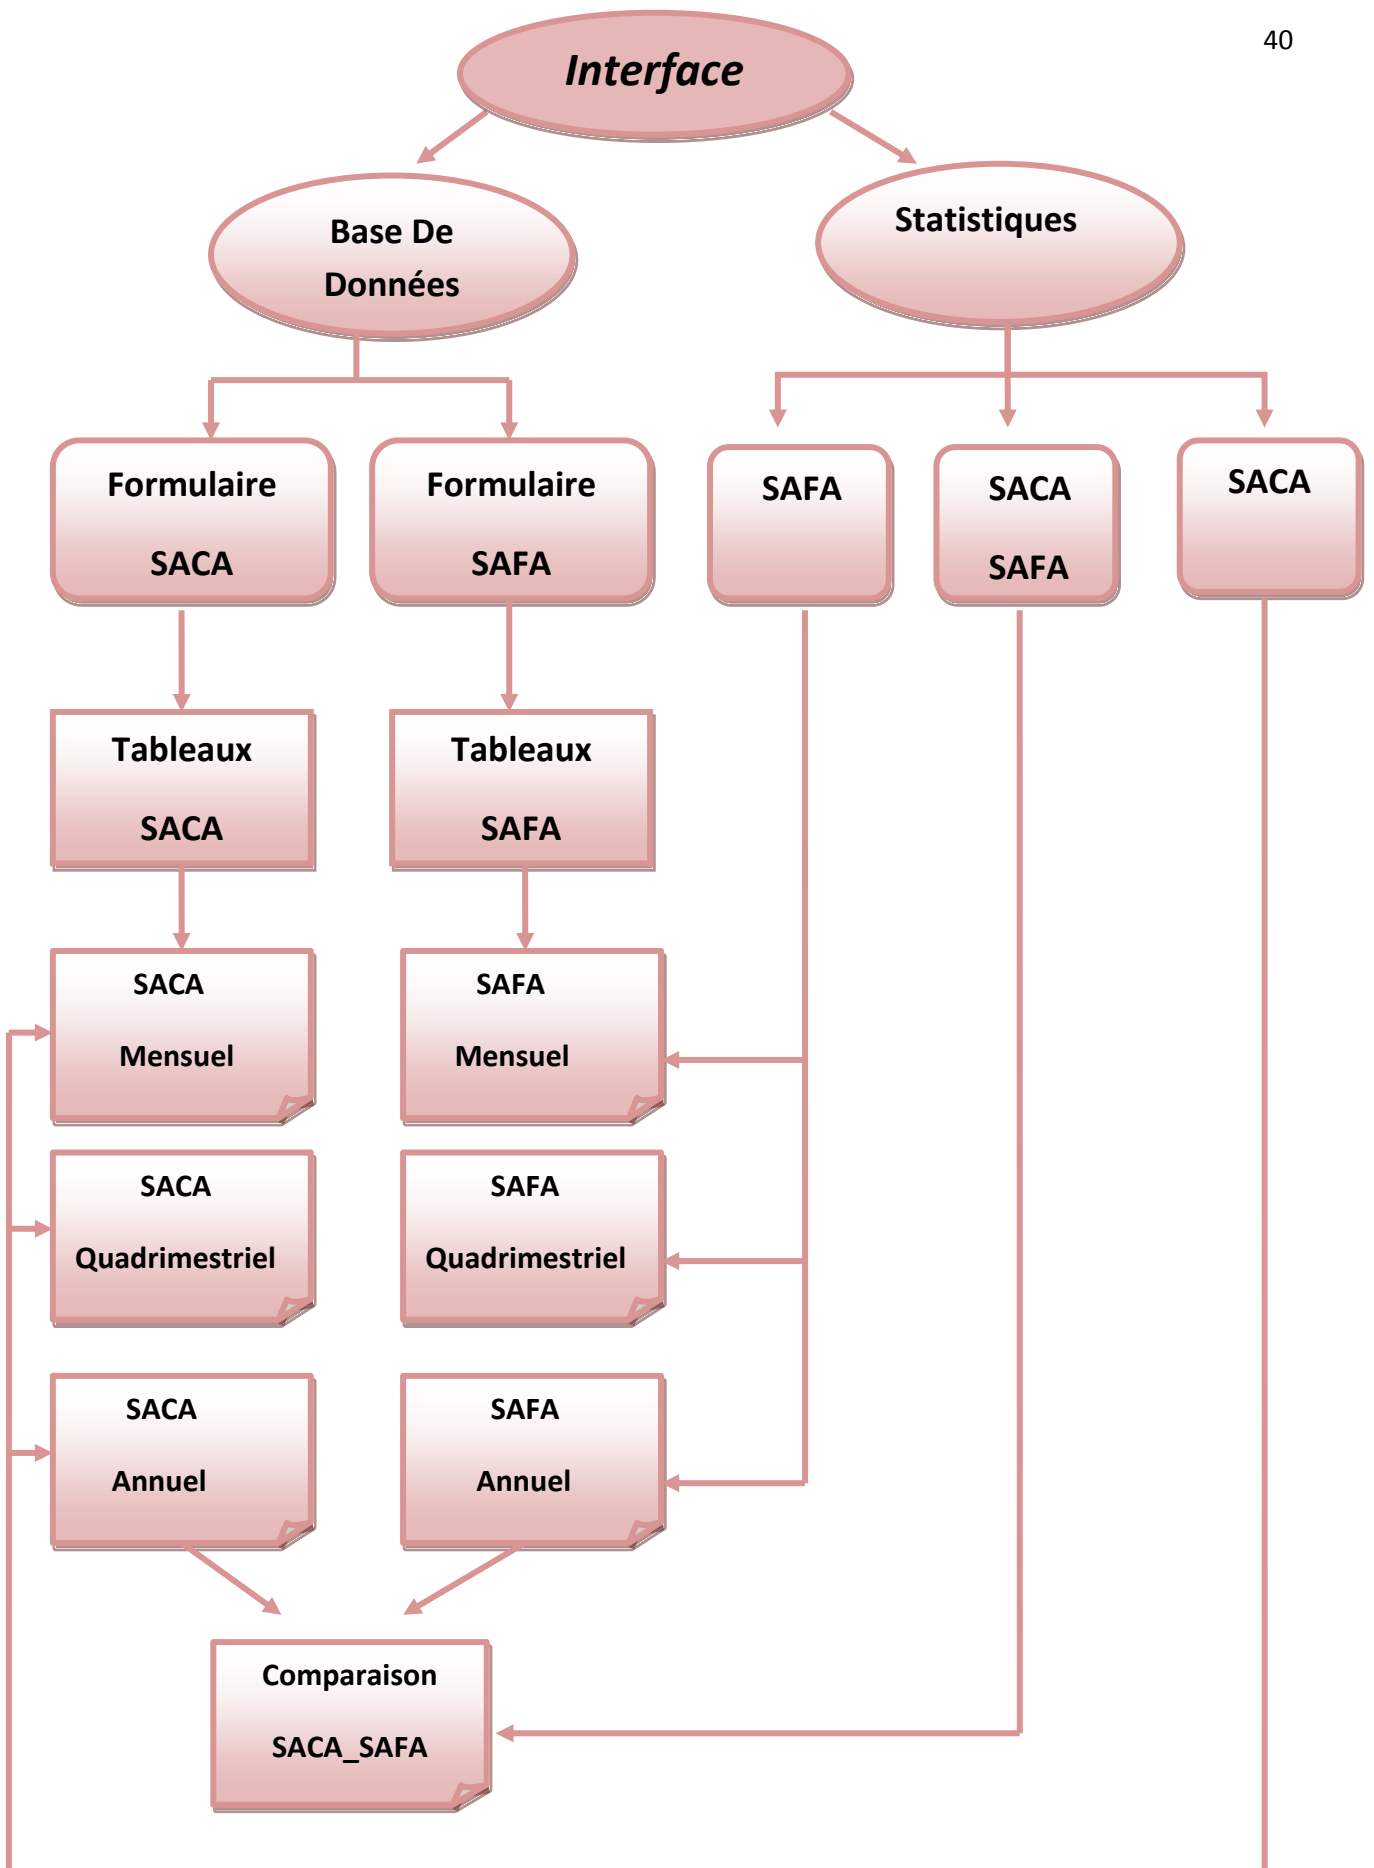 40
Interface
Base De
Données
Statistiques
Formulaire
SACA
Formulaire
SAFA
SAFA
SACA
SAFA
SACA
Tableaux
SACA
Tableaux
SAFA
SACA
Mensuel
SAFA
Mensuel
SACA
Quadrimestriel
SAFA
Quadrimestriel
SACA
Annuel
SAFA
Annuel
Comparaison
SACA_SAFA